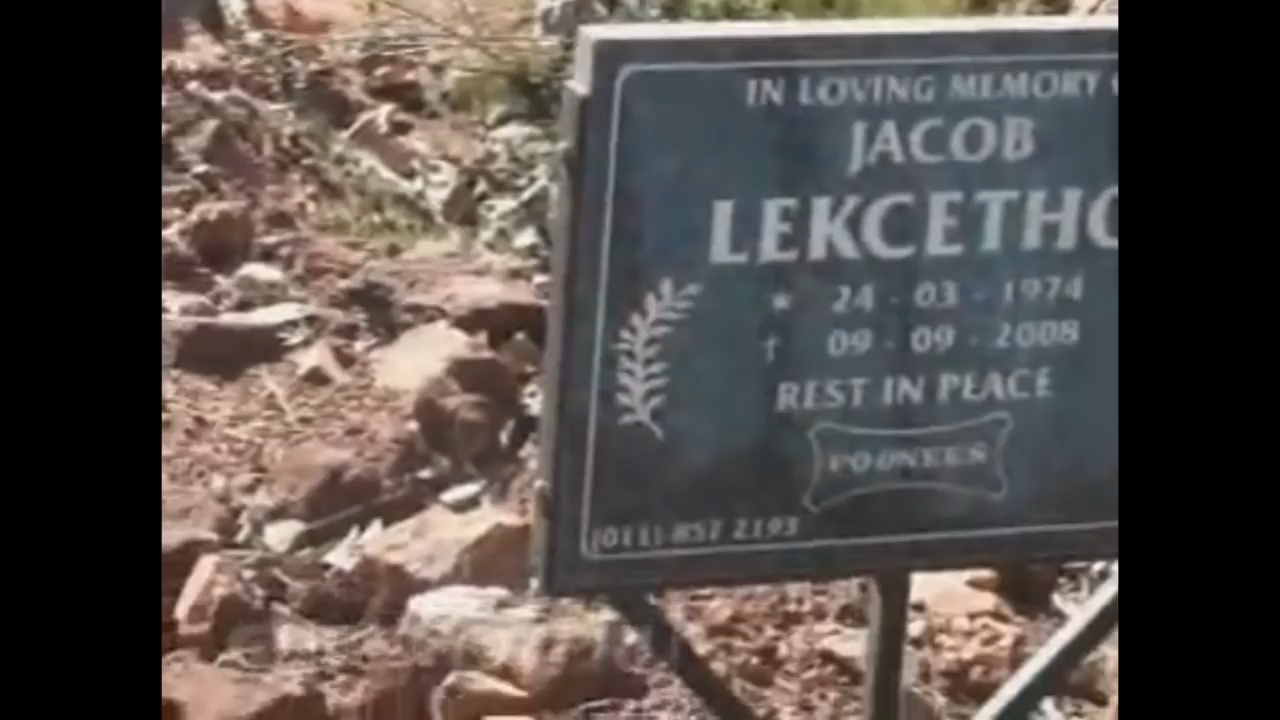 IN LOVING MEMORY
JACOB
LEKCETHO
* 24 - 03 - 1974
† 09 - 09 - 2008
REST IN PEACE
POONEES
(011) 857 2193